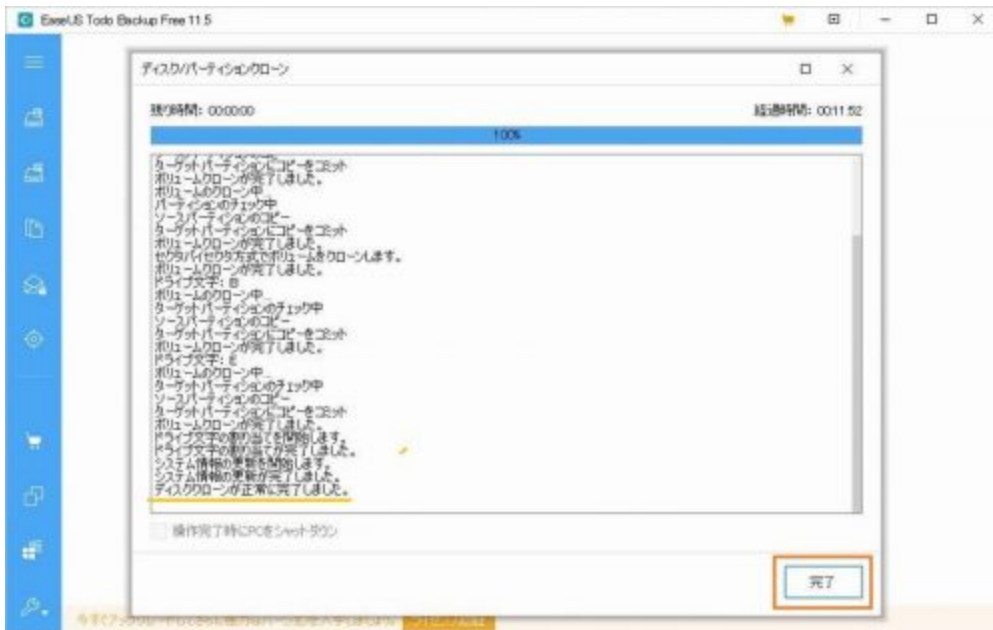 EaseUS Todo Backup Free 11.5
ディスク/パーティションクローン
残り時間: 00:00:00
経過時間: 00:11:52
100%
ターゲットパーティションにコピーをコミット
ボリュームクローンが完了しました。
ボリュームのクローン中...
パーティションのチェック中
ソースパーティションのコピー
ターゲットパーティションにコピーをコミット
ボリュームクローンが完了しました。
セクタバイセクタ方式でボリュームをクローンします。
ボリュームクローンが完了しました。
ドライブ文字:
ボリュームのクローン中...
ターゲットパーティションのチェック中
ソースパーティションのコピー
ターゲットパーティションにコピーをコミット
ボリュームクローンが完了しました。
ドライブ文字: E
ボリュームのクローン中...
ターゲットパーティションのチェック中
ソースパーティションのコピー
ターゲットパーティションにコピーをコミット
ボリュームクローンが完了しました。
ドライブ文字の割り当てを開始します。
ドライブ文字の割り当てが完了しました。
システム情報の更新を開始します。
システム情報の更新が完了しました。
ディスククローンが正常に完了しました。
操作完了時にPCをシャットダウン
完了